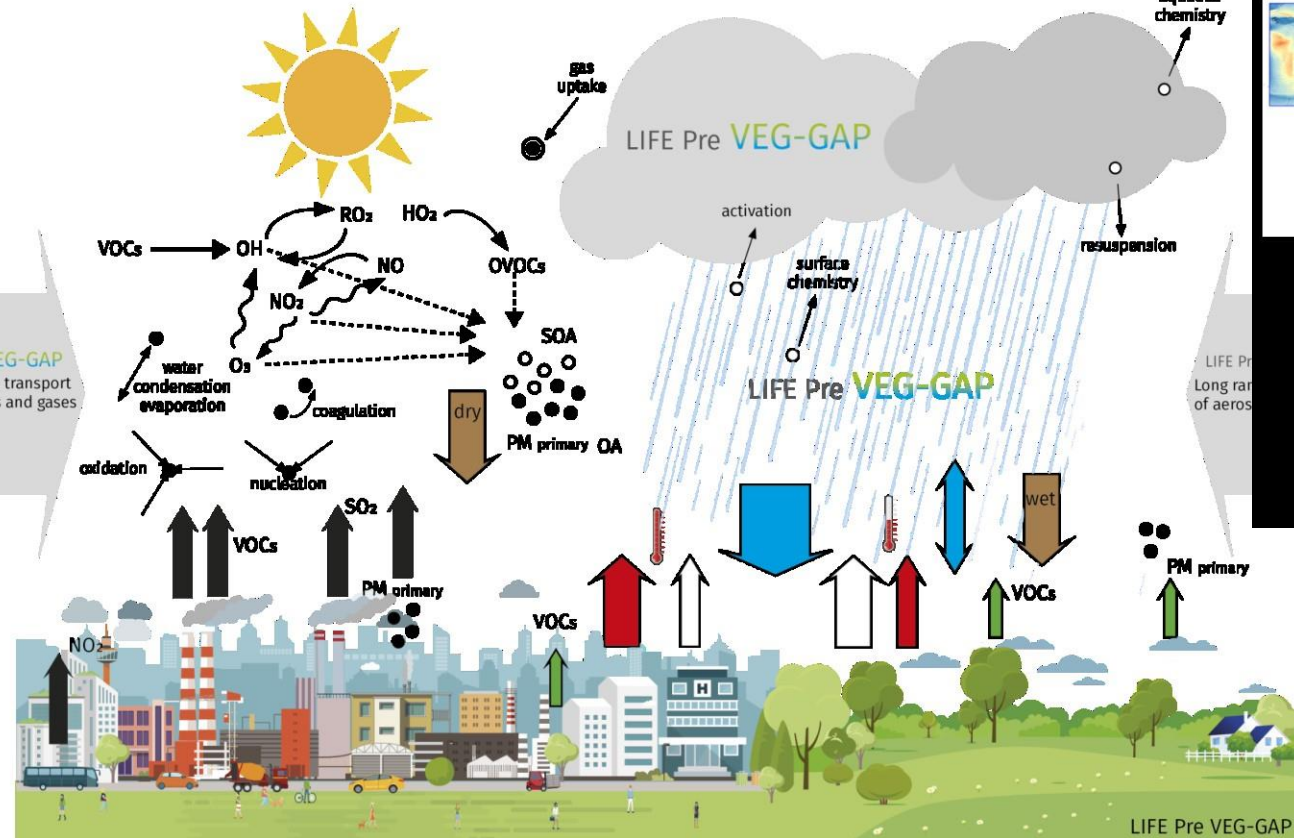 chemistry
gas
uptake
LIFE Pre VEG-GAP
RO₂
HO₂
activation
VOCs
OH
NO
OVOCs
resuspension
surface
chemistry
NO₂
SOA
EG-GAP
transport
s and gases
water
condensation
evaporation
O₃
coagulation
dry
LIFE Pre VEG-GAP
LIFE Pr
Long ran
of aeros
PM primary OA
oxidation
nucleation
SO₂
wet
VOCs
PM primary
PM primary
VOCs
VOCs
NO₂
H
LIFE Pre VEG-GAP